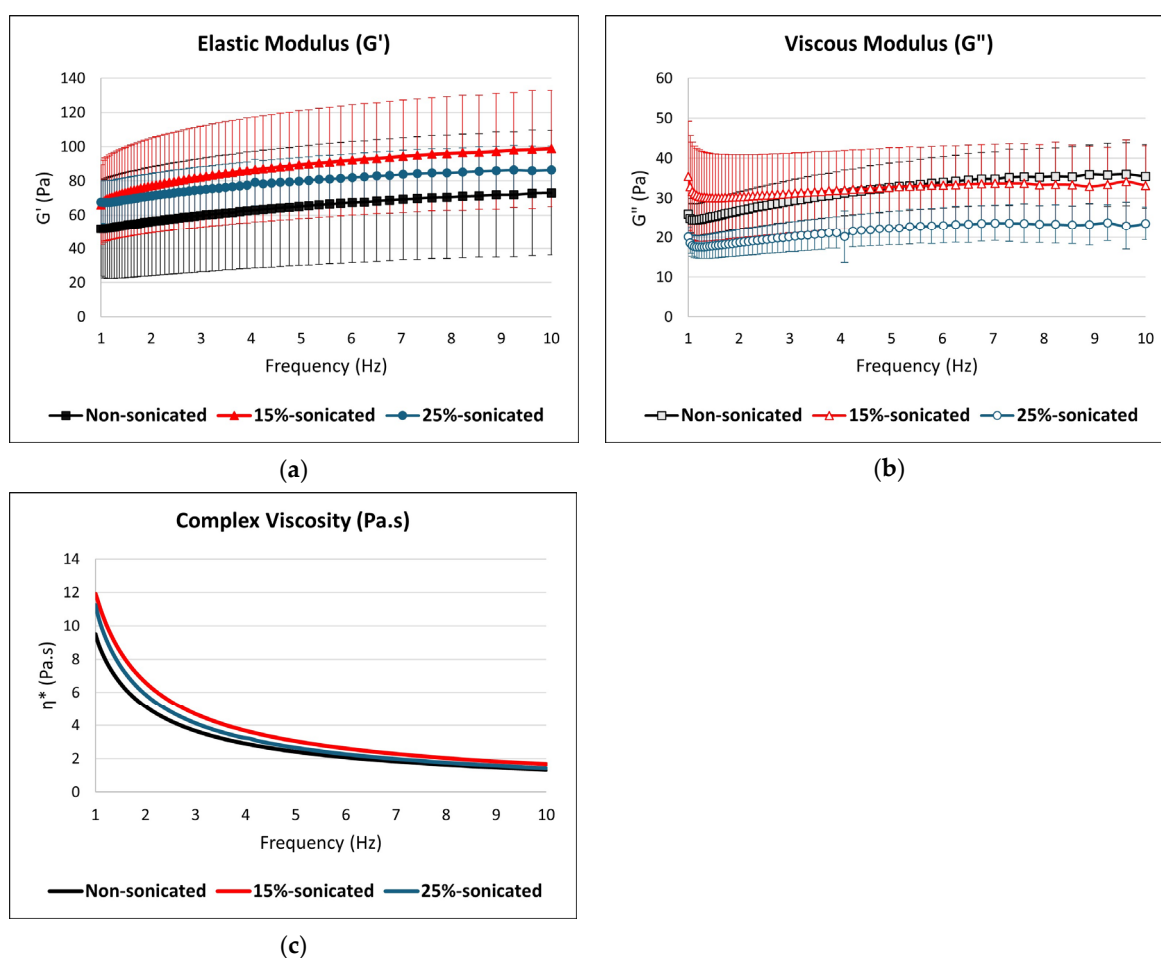 Elastic Modulus (G')
G' (Pa)
140
120
100
80
60
40
20
0
1 2 3 4 5 6 7 8 9 10
Frequency (Hz)
Non-sonicated 15%-sonicated 25%-sonicated
(a)
Viscous Modulus (G")
G" (Pa)
60
50
40
30
20
10
0
1 2 3 4 5 6 7 8 9 10
Frequency (Hz)
Non-sonicated 15%-sonicated 25%-sonicated
(b)
Complex Viscosity (Pa.s)
η* (Pa.s)
14
12
10
8
6
4
2
0
1 2 3 4 5 6 7 8 9 10
Frequency (Hz)
Non-sonicated 15%-sonicated 25%-sonicated
(c)